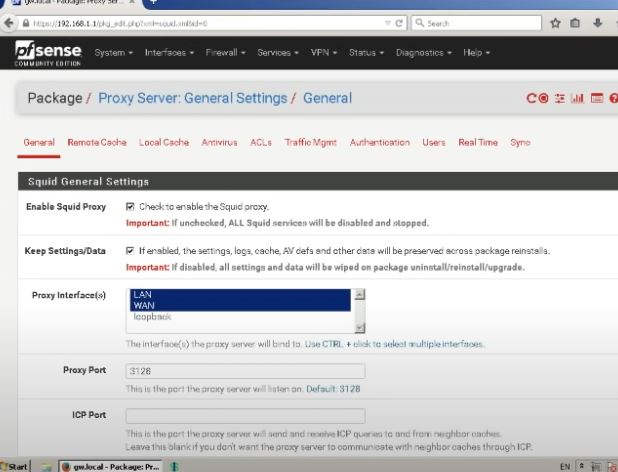 gw.local - Package: Proxy Ser...
https://192.168.1.1/pkg_edit.php?xml=squid.xml&id=0
Search
pfsense
COMMUNITY EDITION
System
Interfaces
Firewall
Services
VPN
Status
Diagnostics
Help
Package / Proxy Server: General Settings / General
General
Remote Cache
Local Cache
Antivirus
ACLs
Traffic Mgmt
Authentication
Users
Real Time
Sync
Squid General Settings
Enable Squid Proxy
Check to enable the Squid proxy.
Important: If unchecked, ALL Squid services will be disabled and stopped.
Keep Settings/Data
If enabled, the settings, logs, cache, AV defs and other data will be preserved across package reinstalls.
Important: If disabled, all settings and data will be wiped on package uninstall/reinstall/upgrade.
Proxy Interface(s)
LAN
WAN
loopback
The interface(s) the proxy server will bind to. Use CTRL + click to select multiple interfaces.
Proxy Port
3128
This is the port the proxy server will listen on. Default: 3128
ICP Port
This is the port the proxy server will send and receive ICP queries to and from neighbor caches.
Leave this blank if you don't want the proxy server to communicate with neighbor caches through ICP.
Start
gw.local - Package: Pr...
EN